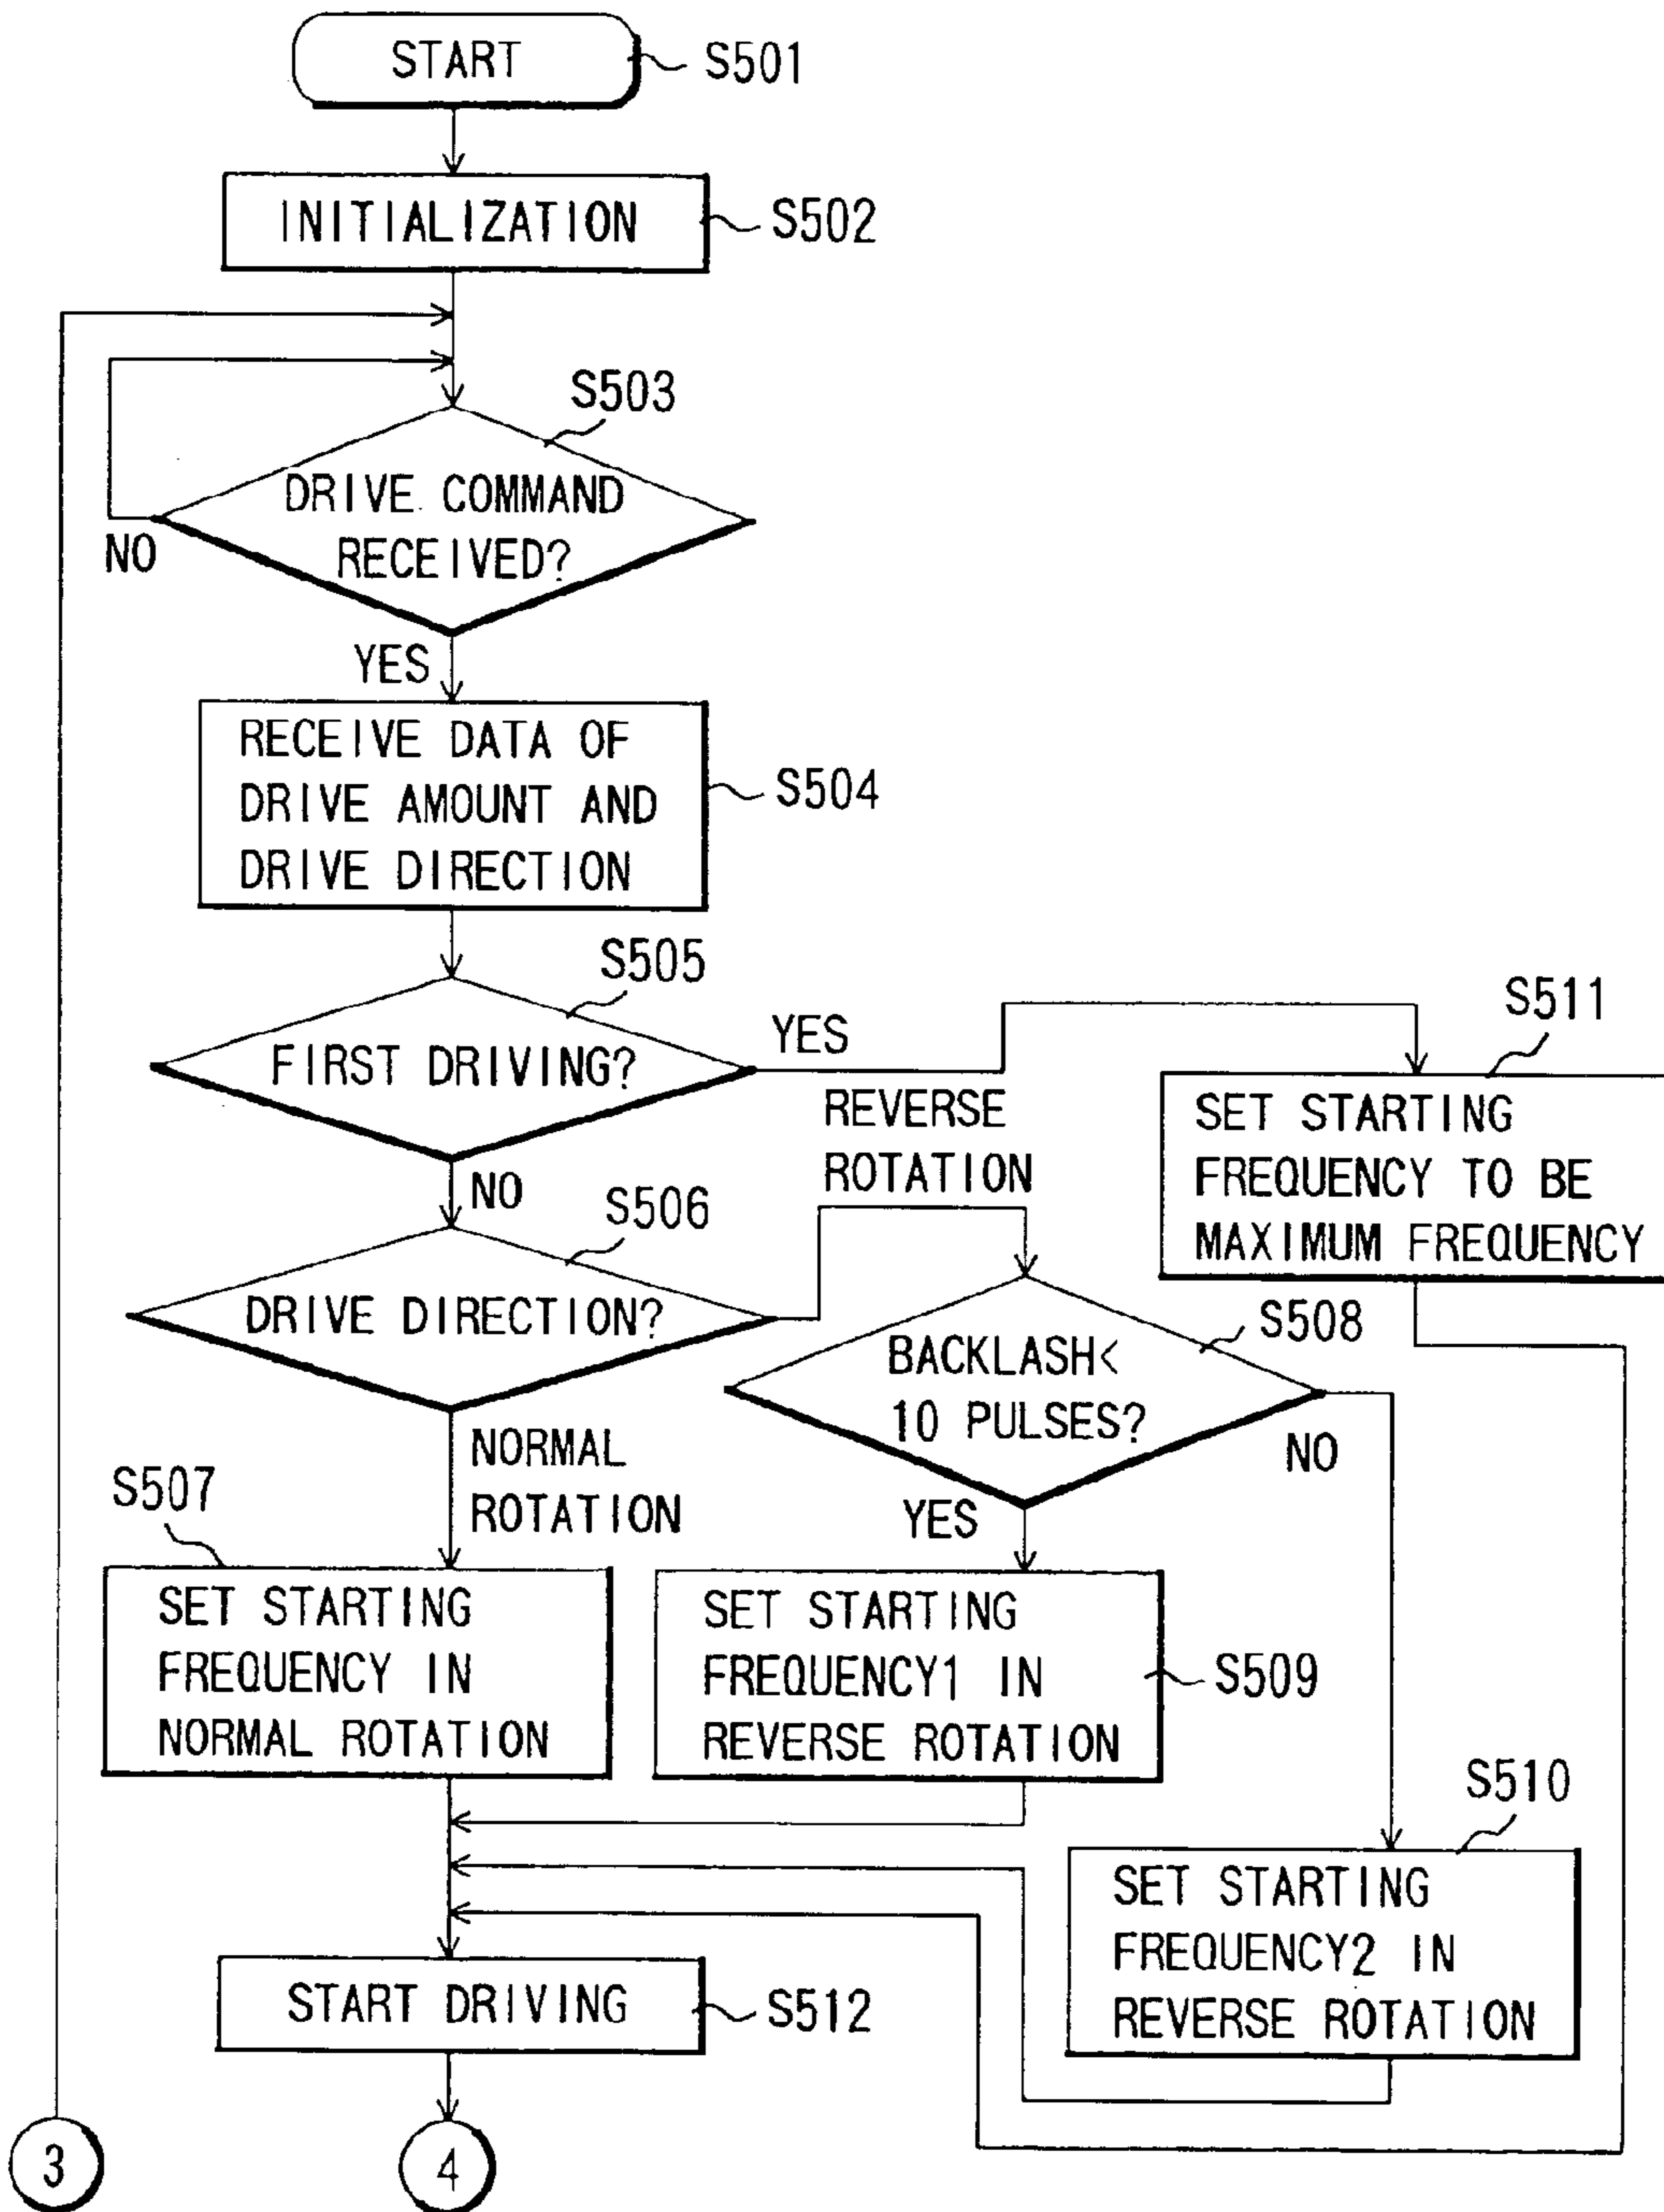 START
S501
INITIALIZATION
S502
S503
DRIVE COMMAND
RECEIVED?
NO
YES
RECEIVE DATA OF
DRIVE AMOUNT AND
DRIVE DIRECTION
S504
S505
FIRST DRIVING?
YES
NO
S511
SET STARTING
FREQUENCY TO BE
MAXIMUM FREQUENCY
REVERSE
ROTATION
S506
DRIVE DIRECTION?
NORMAL
ROTATION
S508
BACKLASH<
10 PULSES?
NO
YES
S507
SET STARTING
FREQUENCY IN
NORMAL ROTATION
SET STARTING
FREQUENCY1 IN
REVERSE ROTATION
S509
S510
SET STARTING
FREQUENCY2 IN
REVERSE ROTATION
START DRIVING
S512
3
4